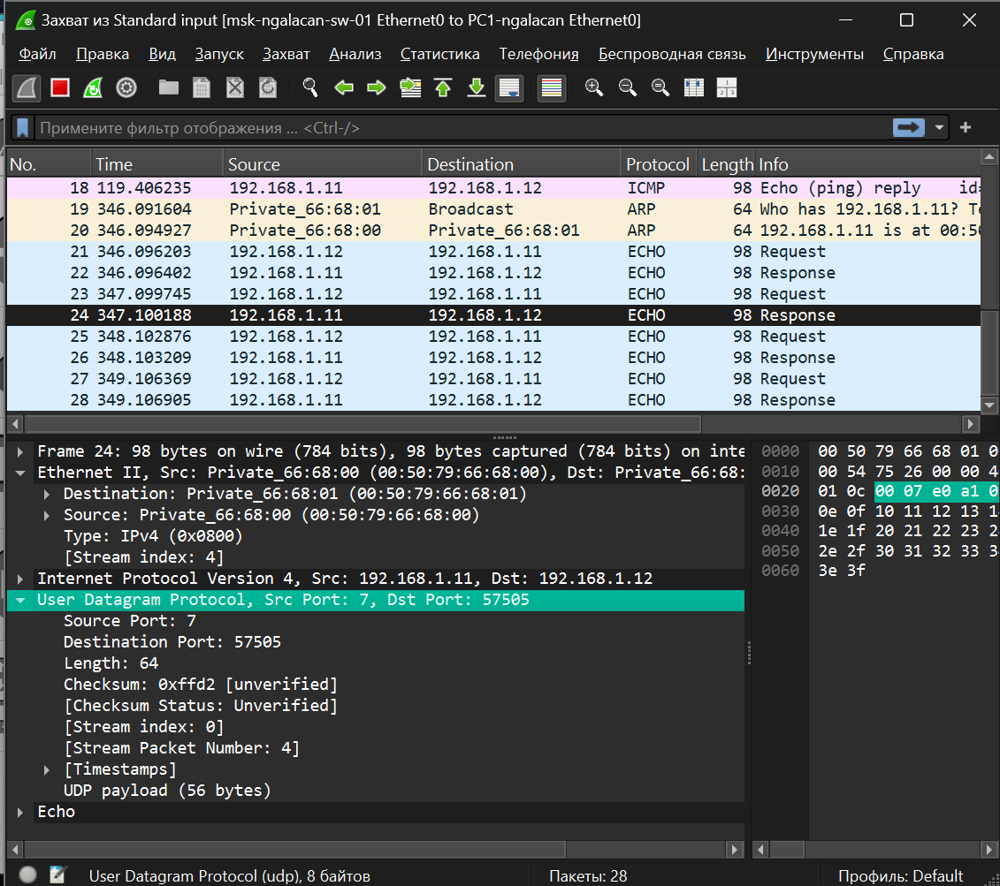 Захват из Standard input [msk-ngalacan-sw-01 Ethernet0 to PC1-ngalacan Ethernet0]
Файл Правка Вид Запуск Захват Анализ Статистика Телефония Беспроводная связь Инструменты Справка
Примените фильтр отображения ... <Ctrl-/>
No. Time Source Destination Protocol Length Info
18 119.406235 192.168.1.11 192.168.1.12 ICMP 98 Echo (ping) reply id=
19 346.091604 Private_66:68:01 Broadcast ARP 64 Who has 192.168.1.11? Te
20 346.094927 Private_66:68:00 Private_66:68:01 ARP 64 192.168.1.11 is at 00:50
21 346.096203 192.168.1.12 192.168.1.11 ECHO 98 Request
22 346.096402 192.168.1.11 192.168.1.12 ECHO 98 Response
23 347.099745 192.168.1.12 192.168.1.11 ECHO 98 Request
24 347.100188 192.168.1.11 192.168.1.12 ECHO 98 Response
25 348.102876 192.168.1.12 192.168.1.11 ECHO 98 Request
26 348.103209 192.168.1.11 192.168.1.12 ECHO 98 Response
27 349.106369 192.168.1.12 192.168.1.11 ECHO 98 Request
28 349.106905 192.168.1.11 192.168.1.12 ECHO 98 Response
Frame 24: 98 bytes on wire (784 bits), 98 bytes captured (784 bits) on inte
Ethernet II, Src: Private_66:68:00 (00:50:79:66:68:00), Dst: Private_66:68:
Destination: Private_66:68:01 (00:50:79:66:68:01)
Source: Private_66:68:00 (00:50:79:66:68:00)
Type: IPv4 (0x0800)
[Stream index: 4]
Internet Protocol Version 4, Src: 192.168.1.11, Dst: 192.168.1.12
User Datagram Protocol, Src Port: 7, Dst Port: 57505
Source Port: 7
Destination Port: 57505
Length: 64
Checksum: 0xffd2 [unverified]
[Checksum Status: Unverified]
[Stream index: 0]
[Stream Packet Number: 4]
[Timestamps]
UDP payload (56 bytes)
Echo
0000 00 50 79 66 68 01 0
0010 00 54 75 26 00 00 4
0020 01 0c 00 07 e0 a1 0
0030 0e 0f 10 11 12 13 1
0040 1e 1f 20 21 22 23 2
0050 2e 2f 30 31 32 33 3
0060 3e 3f
User Datagram Protocol (udp), 8 байтов Пакеты: 28 Профиль: Default